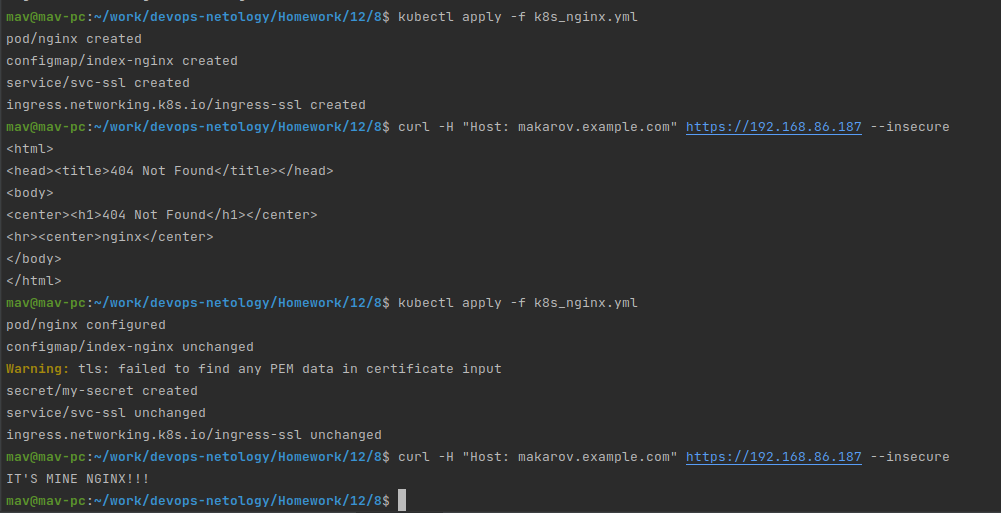 mav@mav-pc:~/work/devops-netology/Homework/12/8$ kubectl apply -f k8s_nginx.yml
pod/nginx created
configmap/index-nginx created
service/svc-ssl created
ingress.networking.k8s.io/ingress-ssl created
mav@mav-pc:~/work/devops-netology/Homework/12/8$ curl -H "Host: makarov.example.com" https://192.168.86.187 --insecure
<html>
<head><title>404 Not Found</title></head>
<body>
<center><h1>404 Not Found</h1></center>
<hr><center>nginx</center>
</body>
</html>
mav@mav-pc:~/work/devops-netology/Homework/12/8$ kubectl apply -f k8s_nginx.yml
pod/nginx configured
configmap/index-nginx unchanged
Warning: tls: failed to find any PEM data in certificate input
secret/my-secret created
service/svc-ssl unchanged
ingress.networking.k8s.io/ingress-ssl unchanged
mav@mav-pc:~/work/devops-netology/Homework/12/8$ curl -H "Host: makarov.example.com" https://192.168.86.187 --insecure
IT'S MINE NGINX!!!
mav@mav-pc:~/work/devops-netology/Homework/12/8$